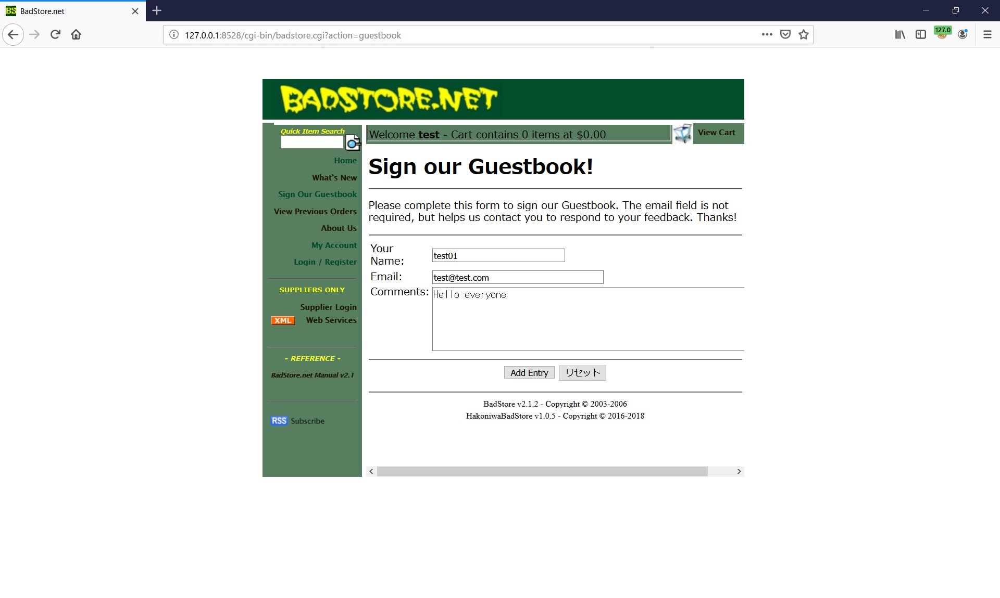 BS BadStore.net
127.0.0.1:8528/cgi-bin/badstore.cgi?action=guestbook
127.0
BADSTORE.NET
Quick Item Search
Welcome test - Cart contains 0 items at $0.00
View Cart
Home
What's New
Sign Our Guestbook
View Previous Orders
About Us
My Account
Login / Register
SUPPLIERS ONLY
Supplier Login
XML Web Services
- REFERENCE -
BadStore.net Manual v2.1
RSS Subscribe
Sign our Guestbook!
Please complete this form to sign our Guestbook. The email field is not
required, but helps us contact you to respond to your feedback. Thanks!
Your
Name:
test01
Email:
test@test.com
Comments:
Hello everyone
Add Entry
リセット
BadStore v2.1.2 - Copyright © 2003-2006
HakoniwaBadStore v1.0.5 - Copyright © 2016-2018